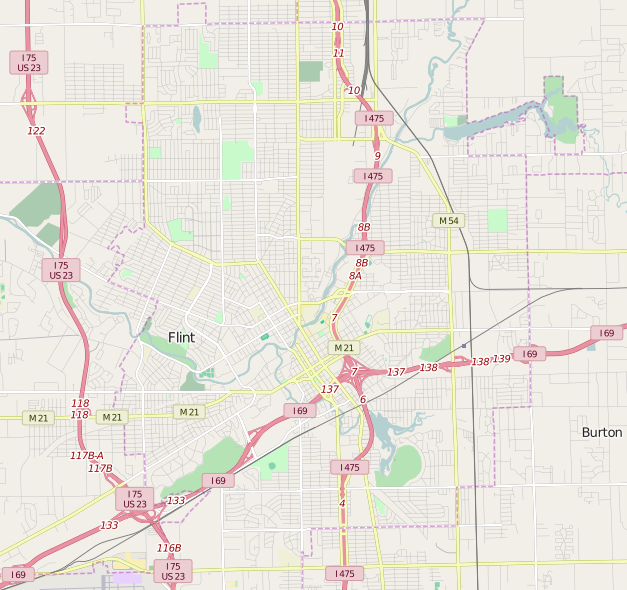 10
11
I 75
US 23
10
I 475
122
9
I 475
M 54
8B
I 475
8B
I 75
US 23
8A
7
I 69
Flint
M 21
I 69
139
138
138
7
137
137
6
118
I 69
M 21
118
M 21
M 21
Burton
117B-A
117B
I 475
I 69
I 75
US 23
133
4
133
116B
I 75
US 23
I 69
I 475